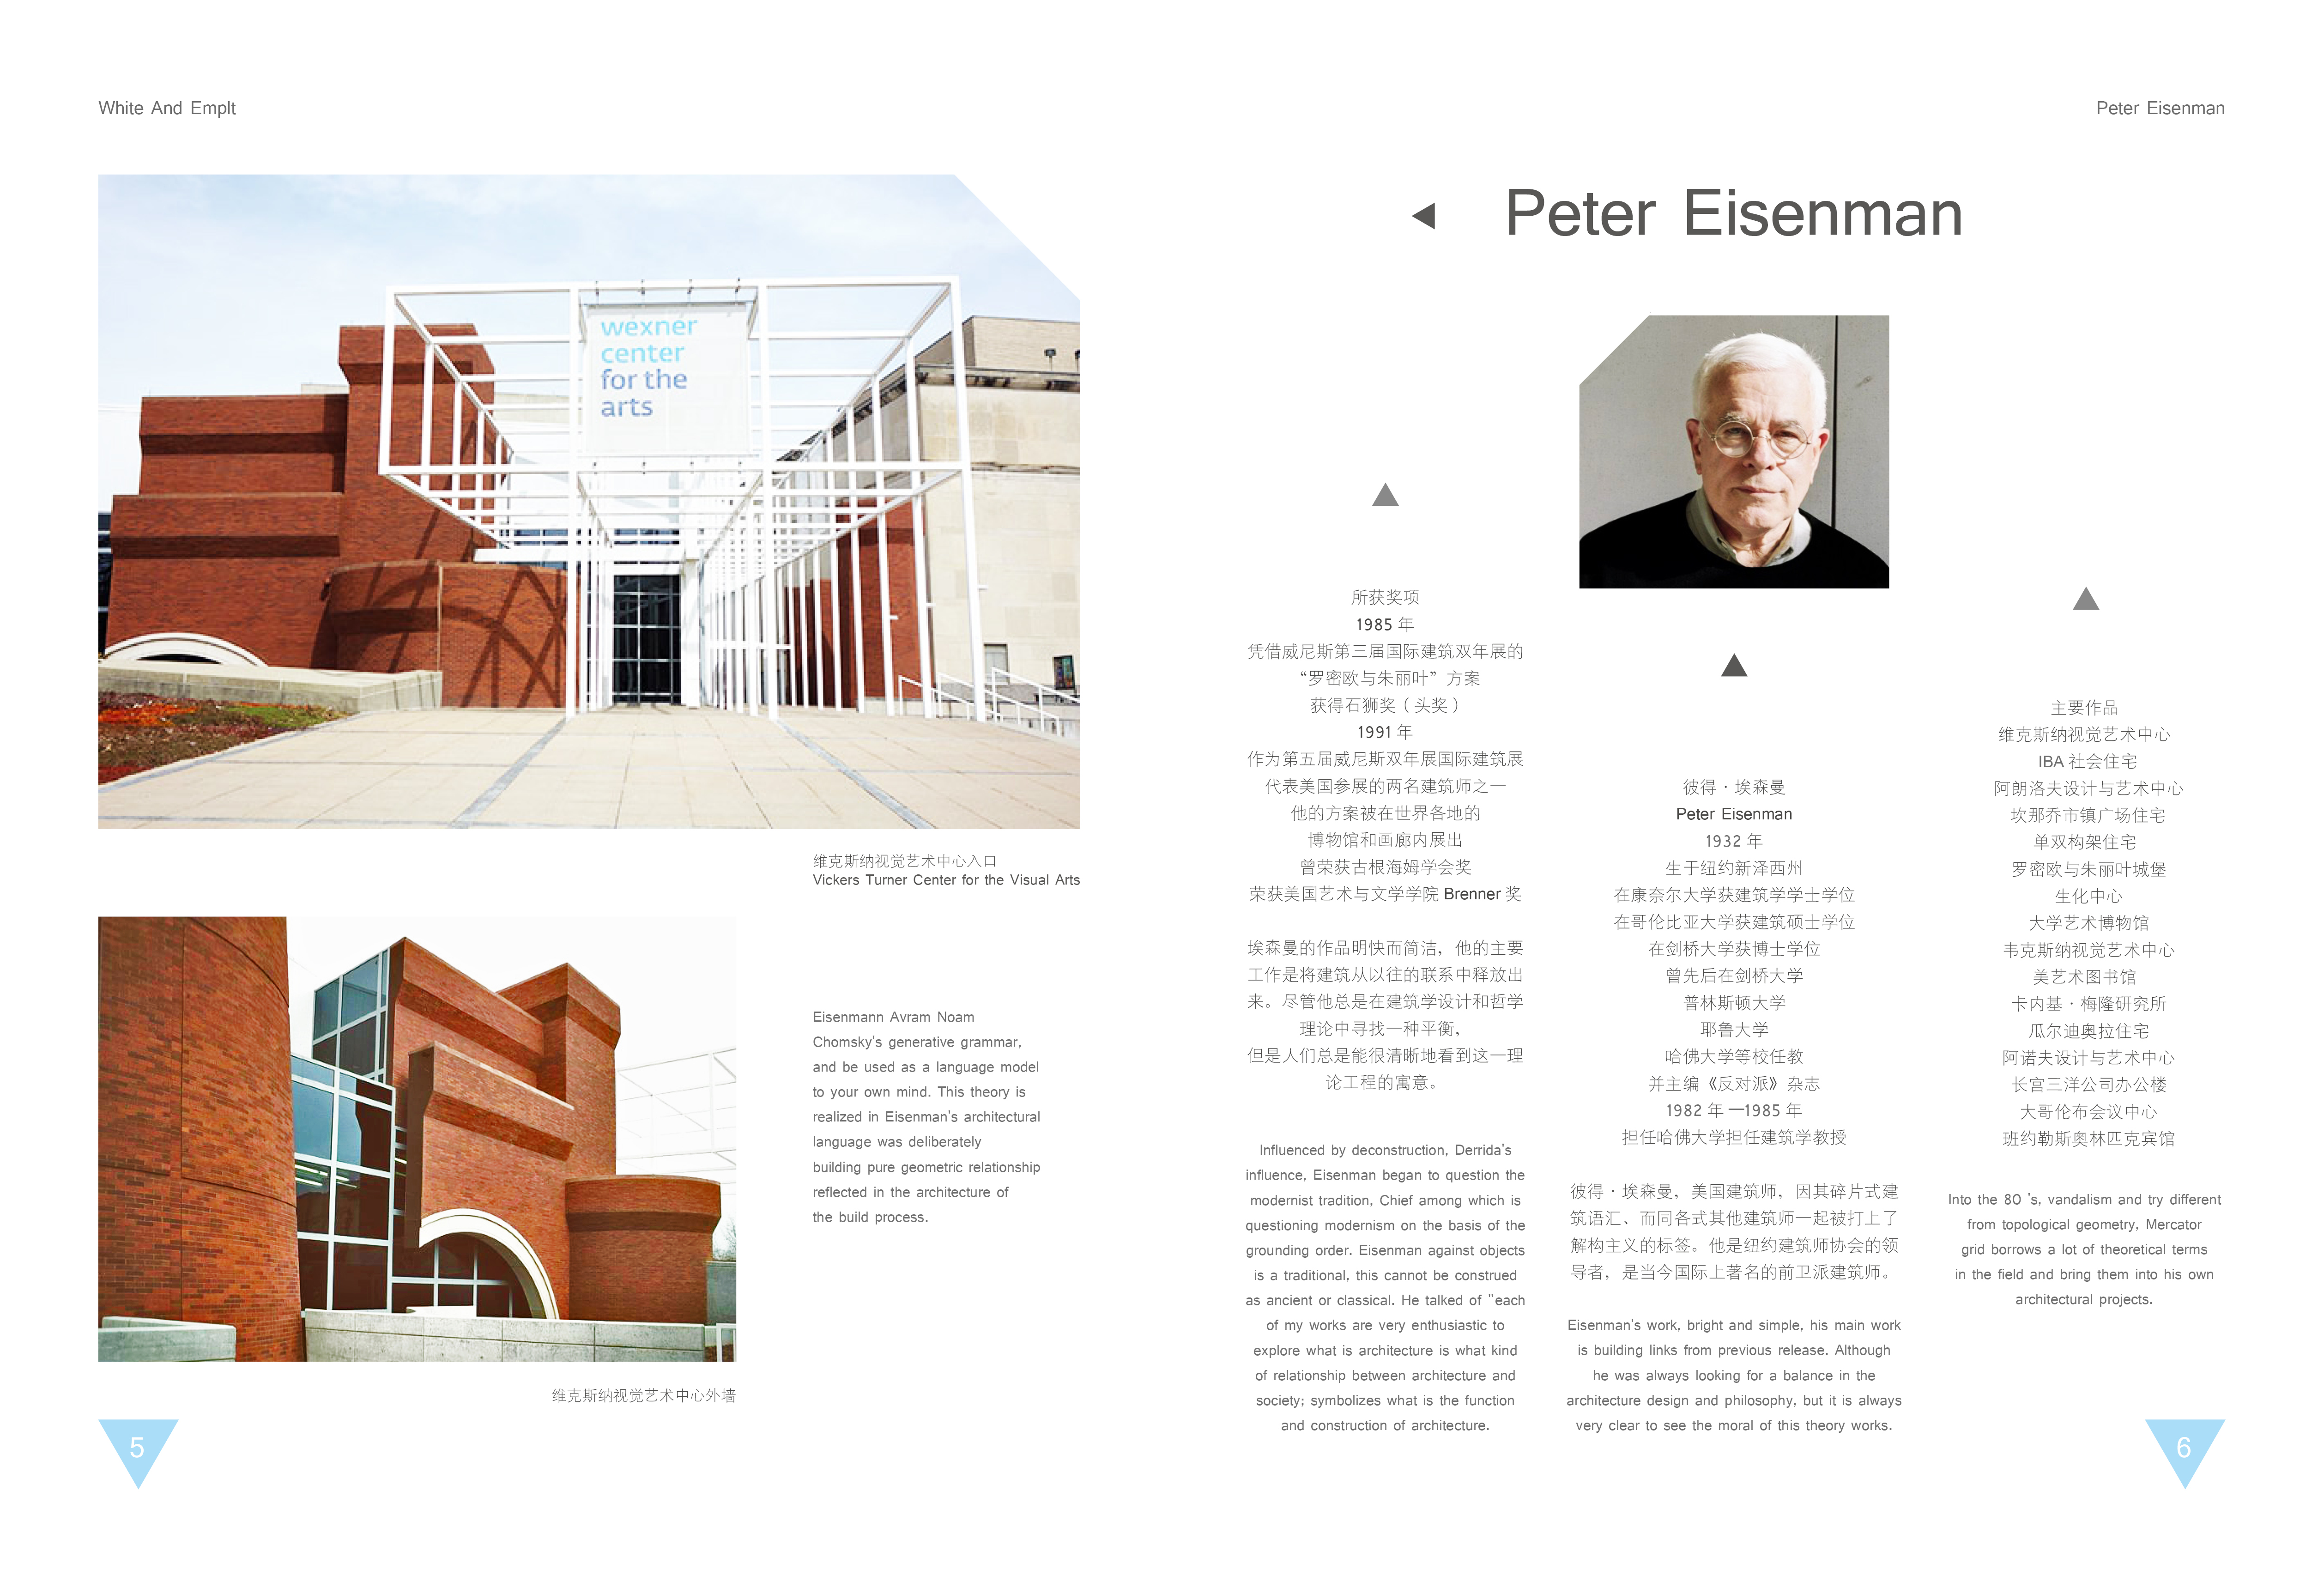 White And Emplt
Peter Eisenman
wexner
center
for the
arts
维克斯纳视觉艺术中心入口
Vickers Turner Center for the Visual Arts
Eisenmann Avram Noam
Chomsky's generative grammar,
and be used as a language model
to your own mind. This theory is
realized in Eisenman's architectural
language was deliberately
building pure geometric relationship
reflected in the architecture of
the build process.
维克斯纳视觉艺术中心外墙
5
Peter Eisenman
所获奖项
1985 年
凭借威尼斯第三届国际建筑双年展的
“罗密欧与朱丽叶”方案
获得石狮奖（头奖）
1991 年
作为第五届威尼斯双年展国际建筑展
代表美国参展的两名建筑师之一
他的方案被在世界各地的
博物馆和画廊内展出
曾荣获古根海姆学会奖
荣获美国艺术与文学学院 Brenner 奖
埃森曼的作品明快而简洁，他的主要
工作是将建筑从以往的联系中释放出
来。尽管他总是在建筑学设计和哲学
理论中寻找一种平衡，
但是人们总是能很清晰地看到这一理
论工程的寓意。
Influenced by deconstruction, Derrida's
influence, Eisenman began to question the
modernist tradition, Chief among which is
questioning modernism on the basis of the
grounding order. Eisenman against objects
is a traditional, this cannot be construed
as ancient or classical. He talked of "each
of my works are very enthusiastic to
explore what is architecture is what kind
of relationship between architecture and
society; symbolizes what is the function
and construction of architecture.
彼得·埃森曼
Peter Eisenman
1932 年
生于纽约新泽西州
在康奈尔大学获建筑学学士学位
在哥伦比亚大学获建筑硕士学位
在剑桥大学获博士学位
曾先后在剑桥大学
普林斯顿大学
耶鲁大学
哈佛大学等校任教
并主编《反对派》杂志
1982 年 —1985 年
担任哈佛大学担任建筑学教授
彼得·埃森曼，美国建筑师，因其碎片式建
筑语汇、而同各式其他建筑师一起被打上了
解构主义的标签。他是纽约建筑师协会的领
导者，是当今国际上著名的前卫派建筑师。
Eisenman's work, bright and simple, his main work
is building links from previous release. Although
he was always looking for a balance in the
architecture design and philosophy, but it is always
very clear to see the moral of this theory works.
主要作品
维克斯纳视觉艺术中心
IBA 社会住宅
阿朗洛夫设计与艺术中心
坎那乔市镇广场住宅
单双构架住宅
罗密欧与朱丽叶城堡
生化中心
大学艺术博物馆
韦克斯纳视觉艺术中心
美艺术图书馆
卡内基·梅隆研究所
瓜尔迪奥拉住宅
阿诺夫设计与艺术中心
长宫三洋公司办公楼
大哥伦布会议中心
班约勒斯奥林匹克宾馆
Into the 80 's, vandalism and try different
from topological geometry, Mercator
grid borrows a lot of theoretical terms
in the field and bring them into his own
architectural projects.
6